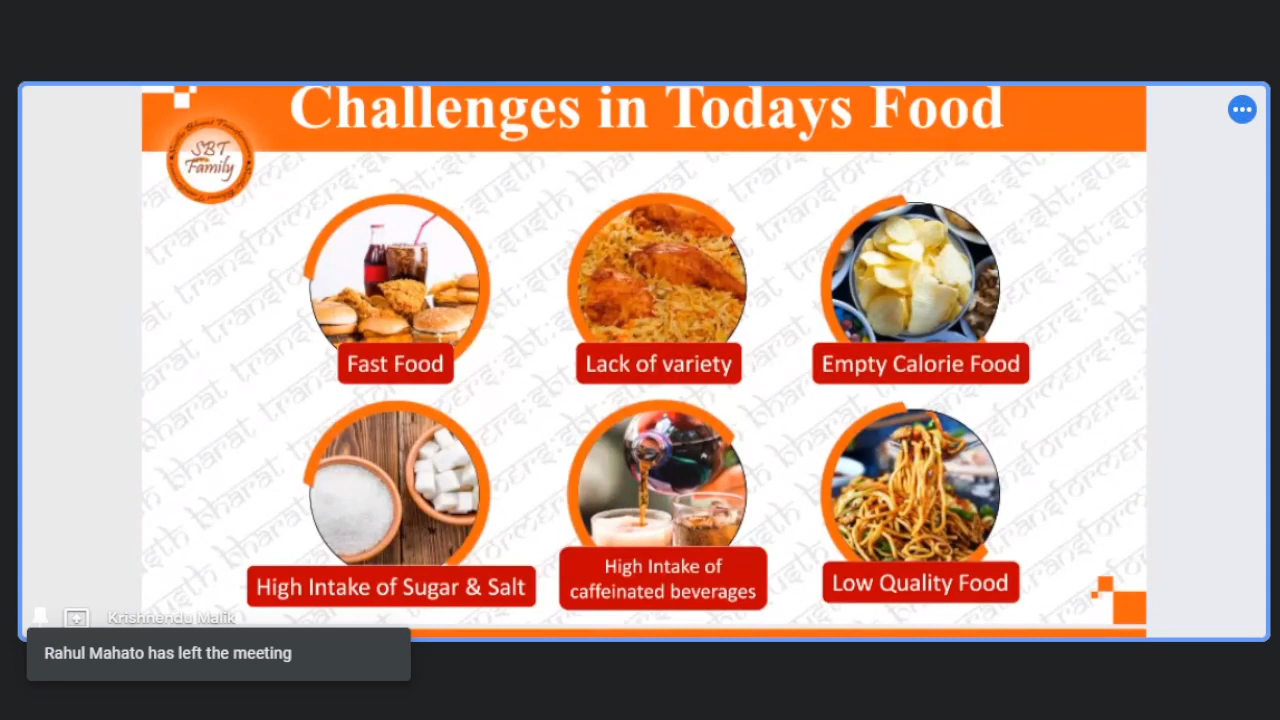 Challenges in Todays Food
SBT
Family
Fast Food
Lack of variety
Empty Calorie Food
High Intake of Sugar & Salt
High Intake of
caffeinated beverages
Low Quality Food
Krishnendu Malik
Rahul Mahato has left the meeting